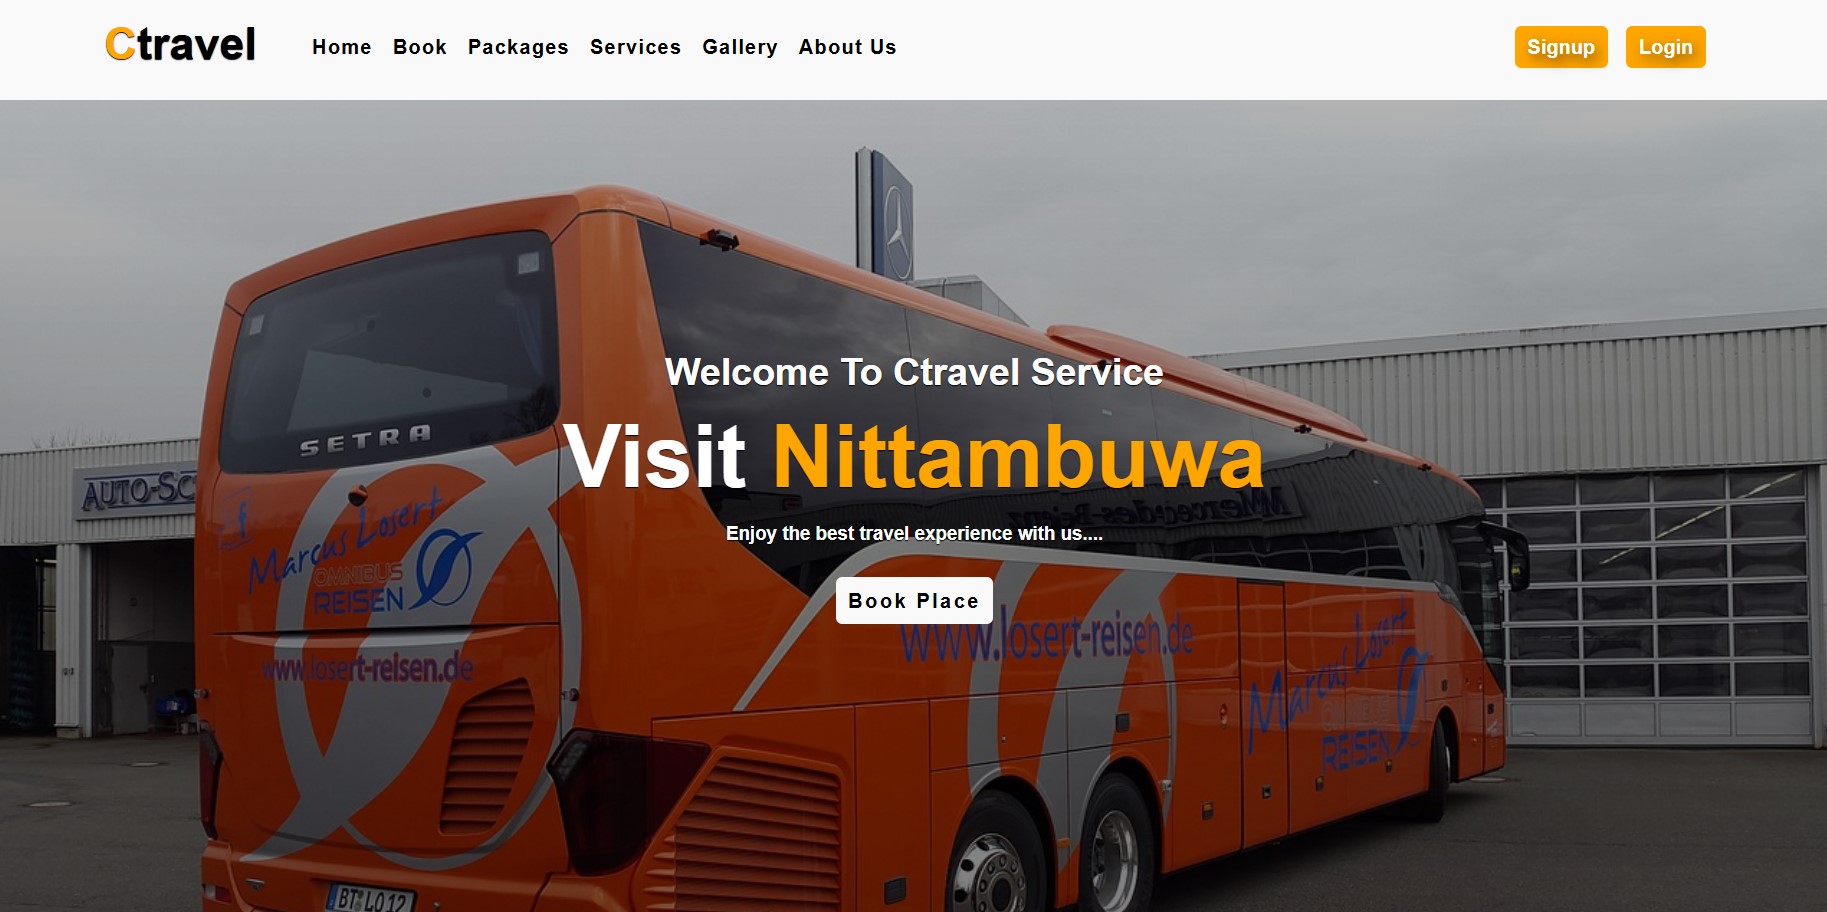 Ctravel
Home Book Packages Services Gallery About Us
Signup Login
Welcome To Ctravel Service
Visit Nittambuwa
Enjoy the best travel experience with us....
Book Place
SETRA
AUTO-SC
Marcus Losert
OMNIBUS
REISEN
www.losert-reisen.de
www.losert-reisen.de
Marcus Losert
OMNIBUS
REISEN
Mercedes-Benz
BT LO 12